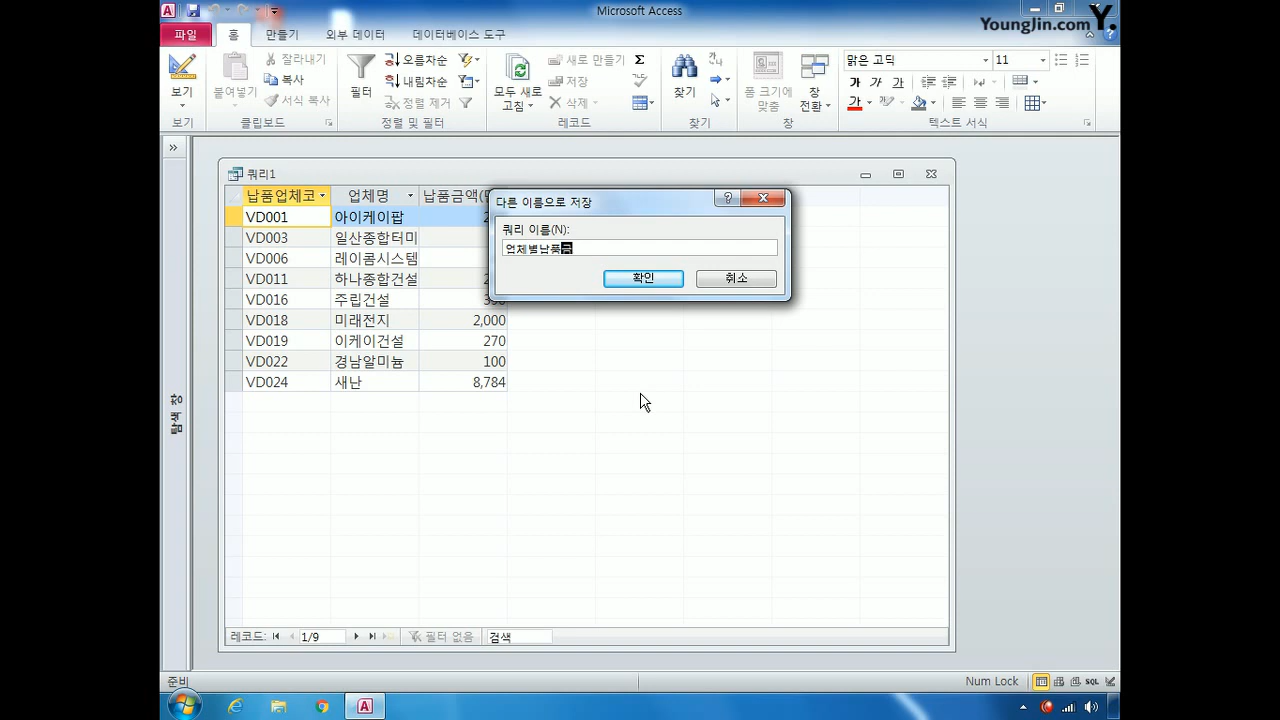 Microsoft Access
YoungJin.com Y.
파일 홈 만들기 외부 데이터 데이터베이스 도구
보기
보기
붙여넣기
잘라내기
복사
서식 복사
클립보드
필터
오름차순
내림차순
정렬 제거
정렬 및 필터
모두 새로
고침
새로 만들기
저장
삭제
레코드
찾기
찾기
폼 크기에
맞춤
창
전환
창
맑은 고딕 11
가 가 가
가
텍스트 서식
탐색 창
쿼리1
납품업체코 업체명 납품금액(
VD001 아이케이팝
VD003 일산종합터미
VD006 레이콤시스템
VD011 하나종합건설
VD016 주립건설
VD018 미래전지 2,000
VD019 이케이건설 270
VD022 경남알미늄 100
VD024 새난 8,784
다른 이름으로 저장
쿼리 이름(N):
업체별납품금
확인 취소
레코드: 1/9 필터 없음 검색
준비 Num Lock SQL